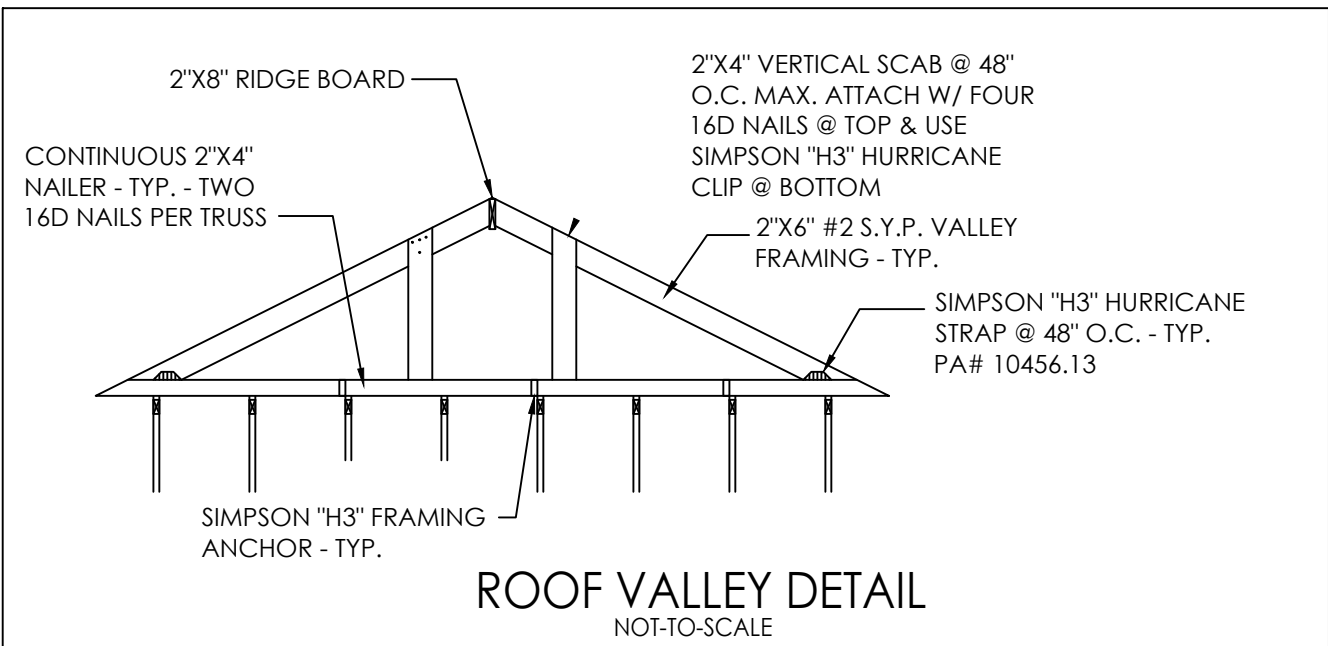 2"X8" RIDGE BOARD
2"X4" VERTICAL SCAB @ 48"
O.C. MAX. ATTACH W/ FOUR
16D NAILS @ TOP & USE
SIMPSON "H3" HURRICANE
CLIP @ BOTTOM
CONTINUOUS 2"X4"
NAILER - TYP. - TWO
16D NAILS PER TRUSS
2"X6" #2 S.Y.P. VALLEY
FRAMING - TYP.
SIMPSON "H3" HURRICANE
STRAP @ 48" O.C. - TYP.
PA# 10456.13
SIMPSON "H3" FRAMING
ANCHOR - TYP.
ROOF VALLEY DETAIL
NOT-TO-SCALE